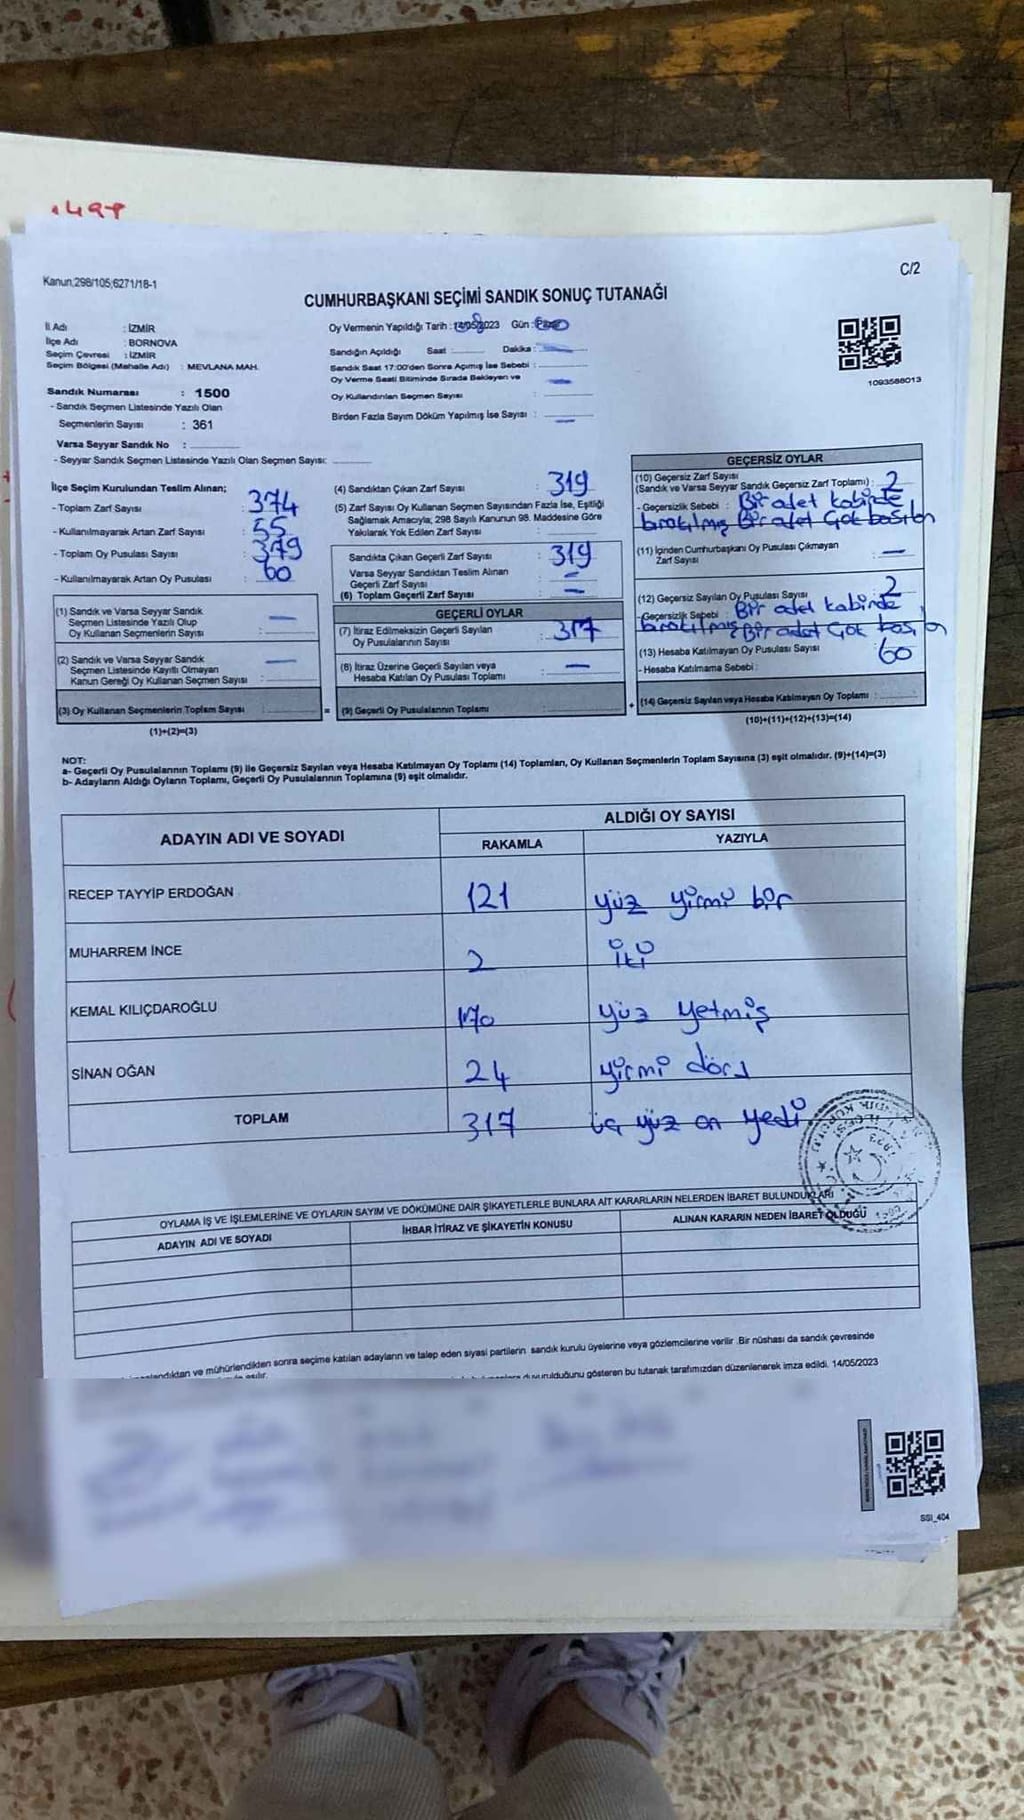 1497
C/2
Kanun;298/105;6271/18-1
CUMHURBAŞKANI SEÇİMİ SANDIK SONUÇ TUTANAĞI
İl Adı : İZMİR
İlçe Adı : BORNOVA
Seçim Çevresi : İZMİR
Seçim Bölgesi (Mahalle Adı) : MEVLANA MAH.
Sandık Numarası : 1500
- Sandık Seçmen Listesinde Yazılı Olan
Seçmenlerin Sayısı : 361
Varsa Seyyar Sandık No :
- Seyyar Sandık Seçmen Listesinde Yazılı Olan Seçmen Sayısı:
Oy Vermenin Yapıldığı Tarih : 14/05/2023 Gün : Pazar
Sandığın Açıldığı Saat : Dakika :
Sandık Saat 17:00'den Sonra Açımış İse Sebebi :
Oy Verme Saati Bitiminde Sırada Bekleyen ve
Oy Kullandırılan Seçmen Sayısı :
Birden Fazla Sayım Döküm Yapılmış İse Sayısı :
1093588013
İlçe Seçim Kurulundan Teslim Alınan;
- Toplam Zarf Sayısı : 374
- Kullanılmayarak Artan Zarf Sayısı : 55
- Toplam Oy Pusulası Sayısı : 379
- Kullanılmayarak Artan Oy Pusulası : 60
(1) Sandık ve Varsa Seyyar Sandık
Seçmen Listesinde Yazılı Olup
Oy Kullanan Seçmenlerin Sayısı : —
(2) Sandık ve Varsa Seyyar Sandık
Seçmen Listesinde Kayıtlı Olmayan
Kanun Gereği Oy Kullanan Seçmen Sayısı : —
(3) Oy Kullanan Seçmenlerin Toplam Sayısı :
(1)+(2)=(3)
(4) Sandıktan Çıkan Zarf Sayısı : 319
(5) Zarf Sayısı Oy Kullanan Seçmen Sayısından Fazla İse, Eşitliği
Sağlamak Amacıyla; 298 Sayılı Kanunun 98. Maddesine Göre
Yakılarak Yok Edilen Zarf Sayısı :
Sandıkta Çıkan Geçerli Zarf Sayısı : 319
Varsa Seyyar Sandıktan Teslim Alınan
Geçerli Zarf Sayısı : —
(6) Toplam Geçerli Zarf Sayısı : —
GEÇERLİ OYLAR
(7) İtiraz Edilmeksizin Geçerli Sayılan
Oy Pusulasının Sayısı : 317
(8) İtiraz Üzerine Geçerli Sayılan veya
Hesaba Katılan Oy Pusulası Toplamı : —
= (9) Geçerli Oy Pusulalarının Toplamı :
GEÇERSİZ OYLAR
(10) Geçersiz Zarf Sayısı
(Sandık ve Varsa Seyyar Sandık Geçersiz Zarf Toplamı) : 2
- Geçersizlik Sebebi : Bir adet kabinde
bırakılmış Bir adet Çok basılan
(11) İçinden Cumhurbaşkanı Oy Pusulası Çıkmayan
Zarf Sayısı : —
(12) Geçersiz Sayılan Oy Pusulası Sayısı : 2
- Geçersizlik Sebebi : Bir adet kabinde
bırakılmış Bir adet Çok basılan
(13) Hesaba Katılmayan Oy Pusulası Sayısı : 60
- Hesaba Katılmama Sebebi :
+ (14) Geçersiz Sayılan veya Hesaba Katılmayan Oy Toplamı :
(10)+(11)+(12)+(13)=(14)
NOT:
a- Geçerli Oy Pusulalarının Toplamı (9) ile Geçersiz Sayılan veya Hesaba Katılmayan Oy Toplamı (14) Toplamları, Oy Kullanan Seçmenlerin Toplam Sayısına (3) eşit olmalıdır. (9)+(14)=(3)
b- Adayların Aldığı Oyların Toplamı, Geçerli Oy Pusulalarının Toplamına (9) eşit olmalıdır.
ADAYIN ADI VE SOYADI
ALDIĞI OY SAYISI
RAKAMLA YAZIYLA
RECEP TAYYİP ERDOĞAN 121 yüz yirmi bir
MUHARREM İNCE 2 iki
KEMAL KILIÇDAROĞLU 170 yüz yetmiş
SİNAN OĞAN 24 yirmi dört
TOPLAM 317 üç yüz on yedi
OYLAMA İŞ VE İŞLEMLERİNE VE OYLARIN SAYIM VE DÖKÜMÜNE DAİR ŞİKAYETLERLE BUNLARA AİT KARARLARIN NELERDEN İBARET BULUNDUKLARI
ADAYIN ADI VE SOYADI İHBAR İTİRAZ VE ŞİKAYETİN KONUSU ALINAN KARARIN NEDEN İBARET OLDUĞU
ve mühürlendikten sonra seçime katılan adayların ve talep eden siyasi partilerin sandık kurulu üyelerine veya gözlemcilerine verilir .Bir nüshası da sandık çevresinde
duyurulduğunu gösteren bu tutanak tarafımızdan düzenlenerek imza edildi. 14/05/2023
SSI_404